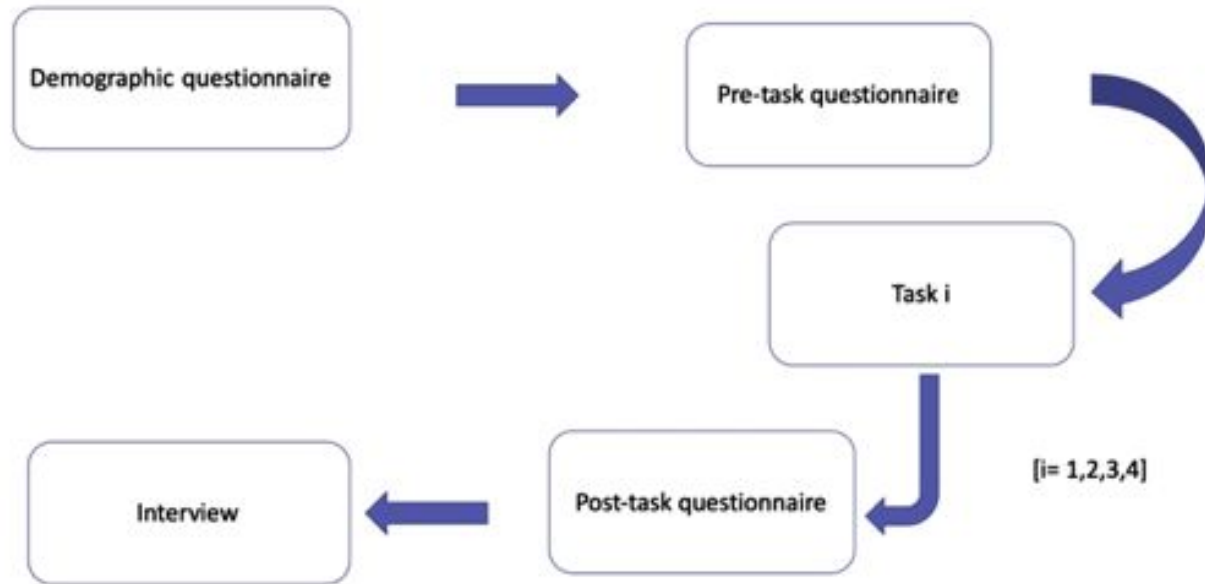 Demographic questionnaire
Pre-task questionnaire
Task i
[i= 1,2,3,4]
Post-task questionnaire
Interview